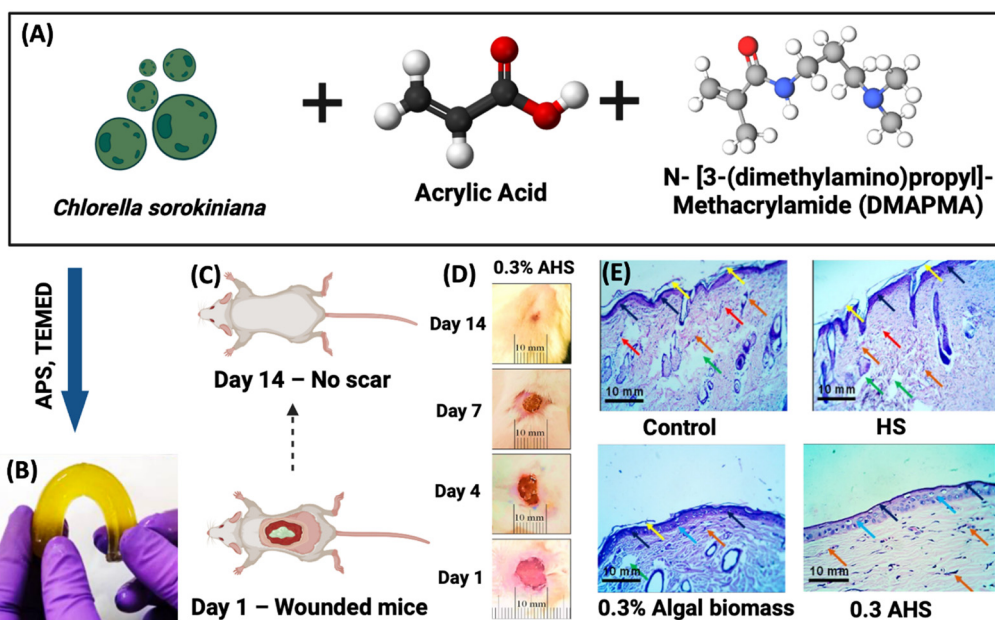 (A)
Chlorella sorokiniana
Acrylic Acid
N- [3-(dimethylamino)propyl]-
Methacrylamide (DMAPMA)
APS, TEMED
(B)
(C)
Day 14 – No scar
Day 1 – Wounded mice
(D)
0.3% AHS
Day 14
10 mm
Day 7
10 mm
Day 4
10 mm
Day 1
10 mm
(E)
10 mm
Control
10 mm
HS
10 mm
0.3% Algal biomass
10 mm
0.3 AHS